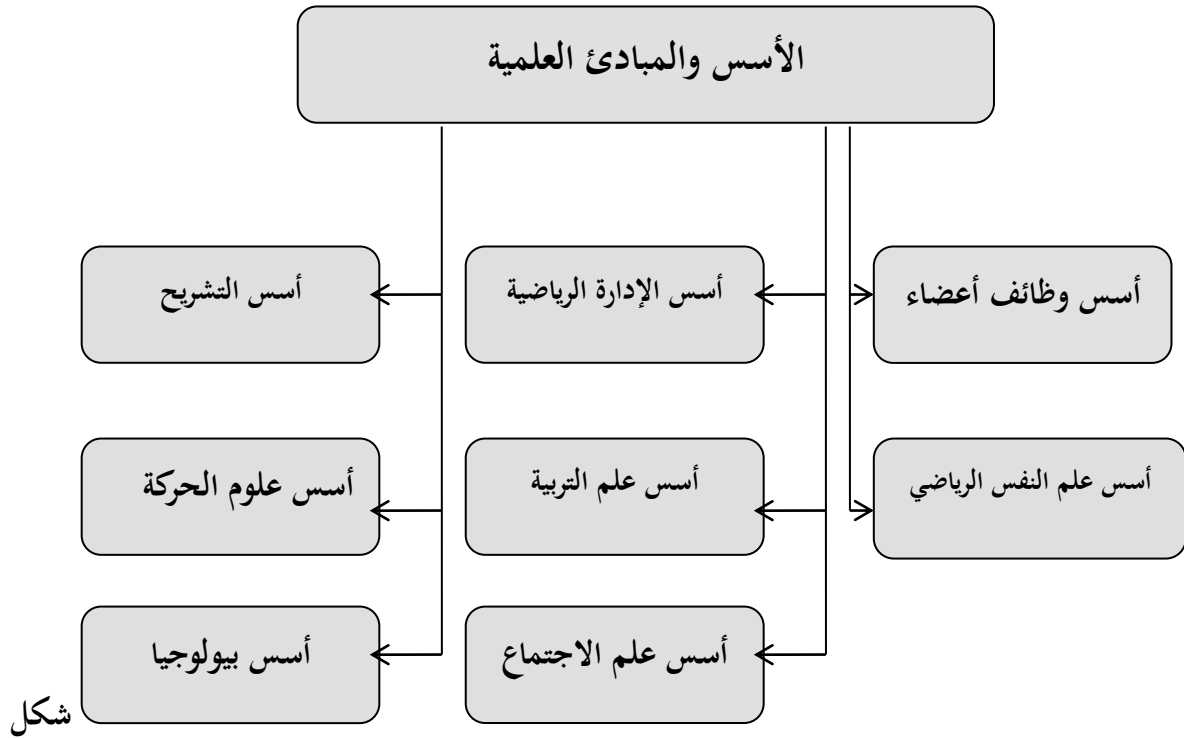 الأسس والمبادئ العلمية
أسس وظائف أعضاء
أسس الإدارة الرياضية
أسس التشريح
أسس علم النفس الرياضي
أسس علم التربية
أسس علوم الحركة
أسس علم الاجتماع
أسس بيولوجيا
شكل